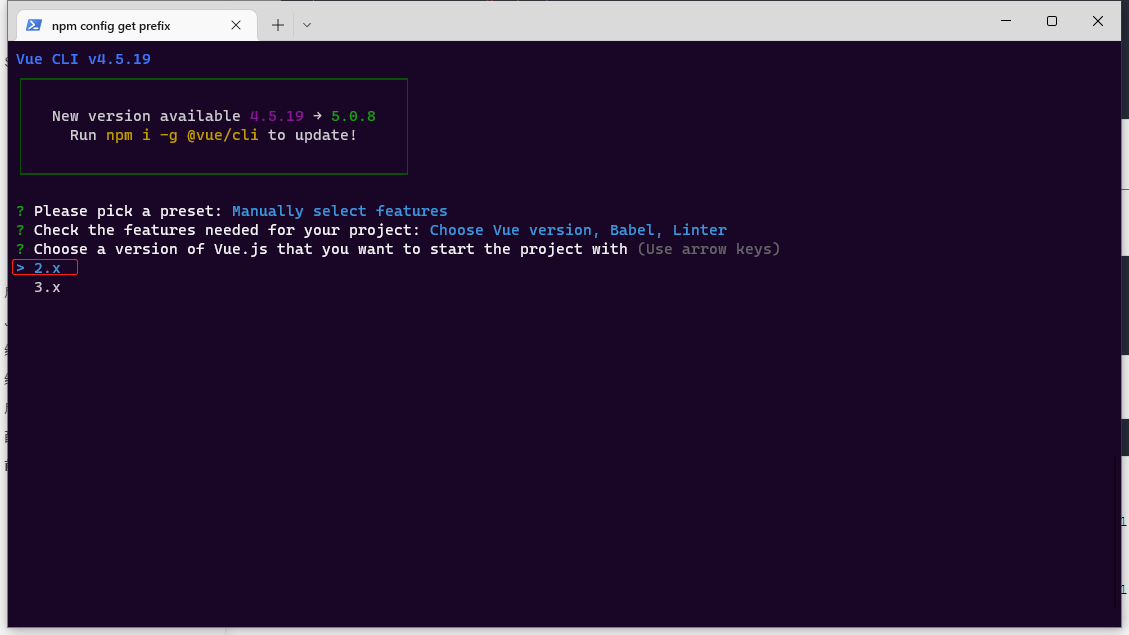 npm config get prefix
Vue CLI v4.5.19
New version available 4.5.19 → 5.0.8
Run npm i -g @vue/cli to update!
? Please pick a preset: Manually select features
? Check the features needed for your project: Choose Vue version, Babel, Linter
? Choose a version of Vue.js that you want to start the project with (Use arrow keys)
> 2.x
3.x